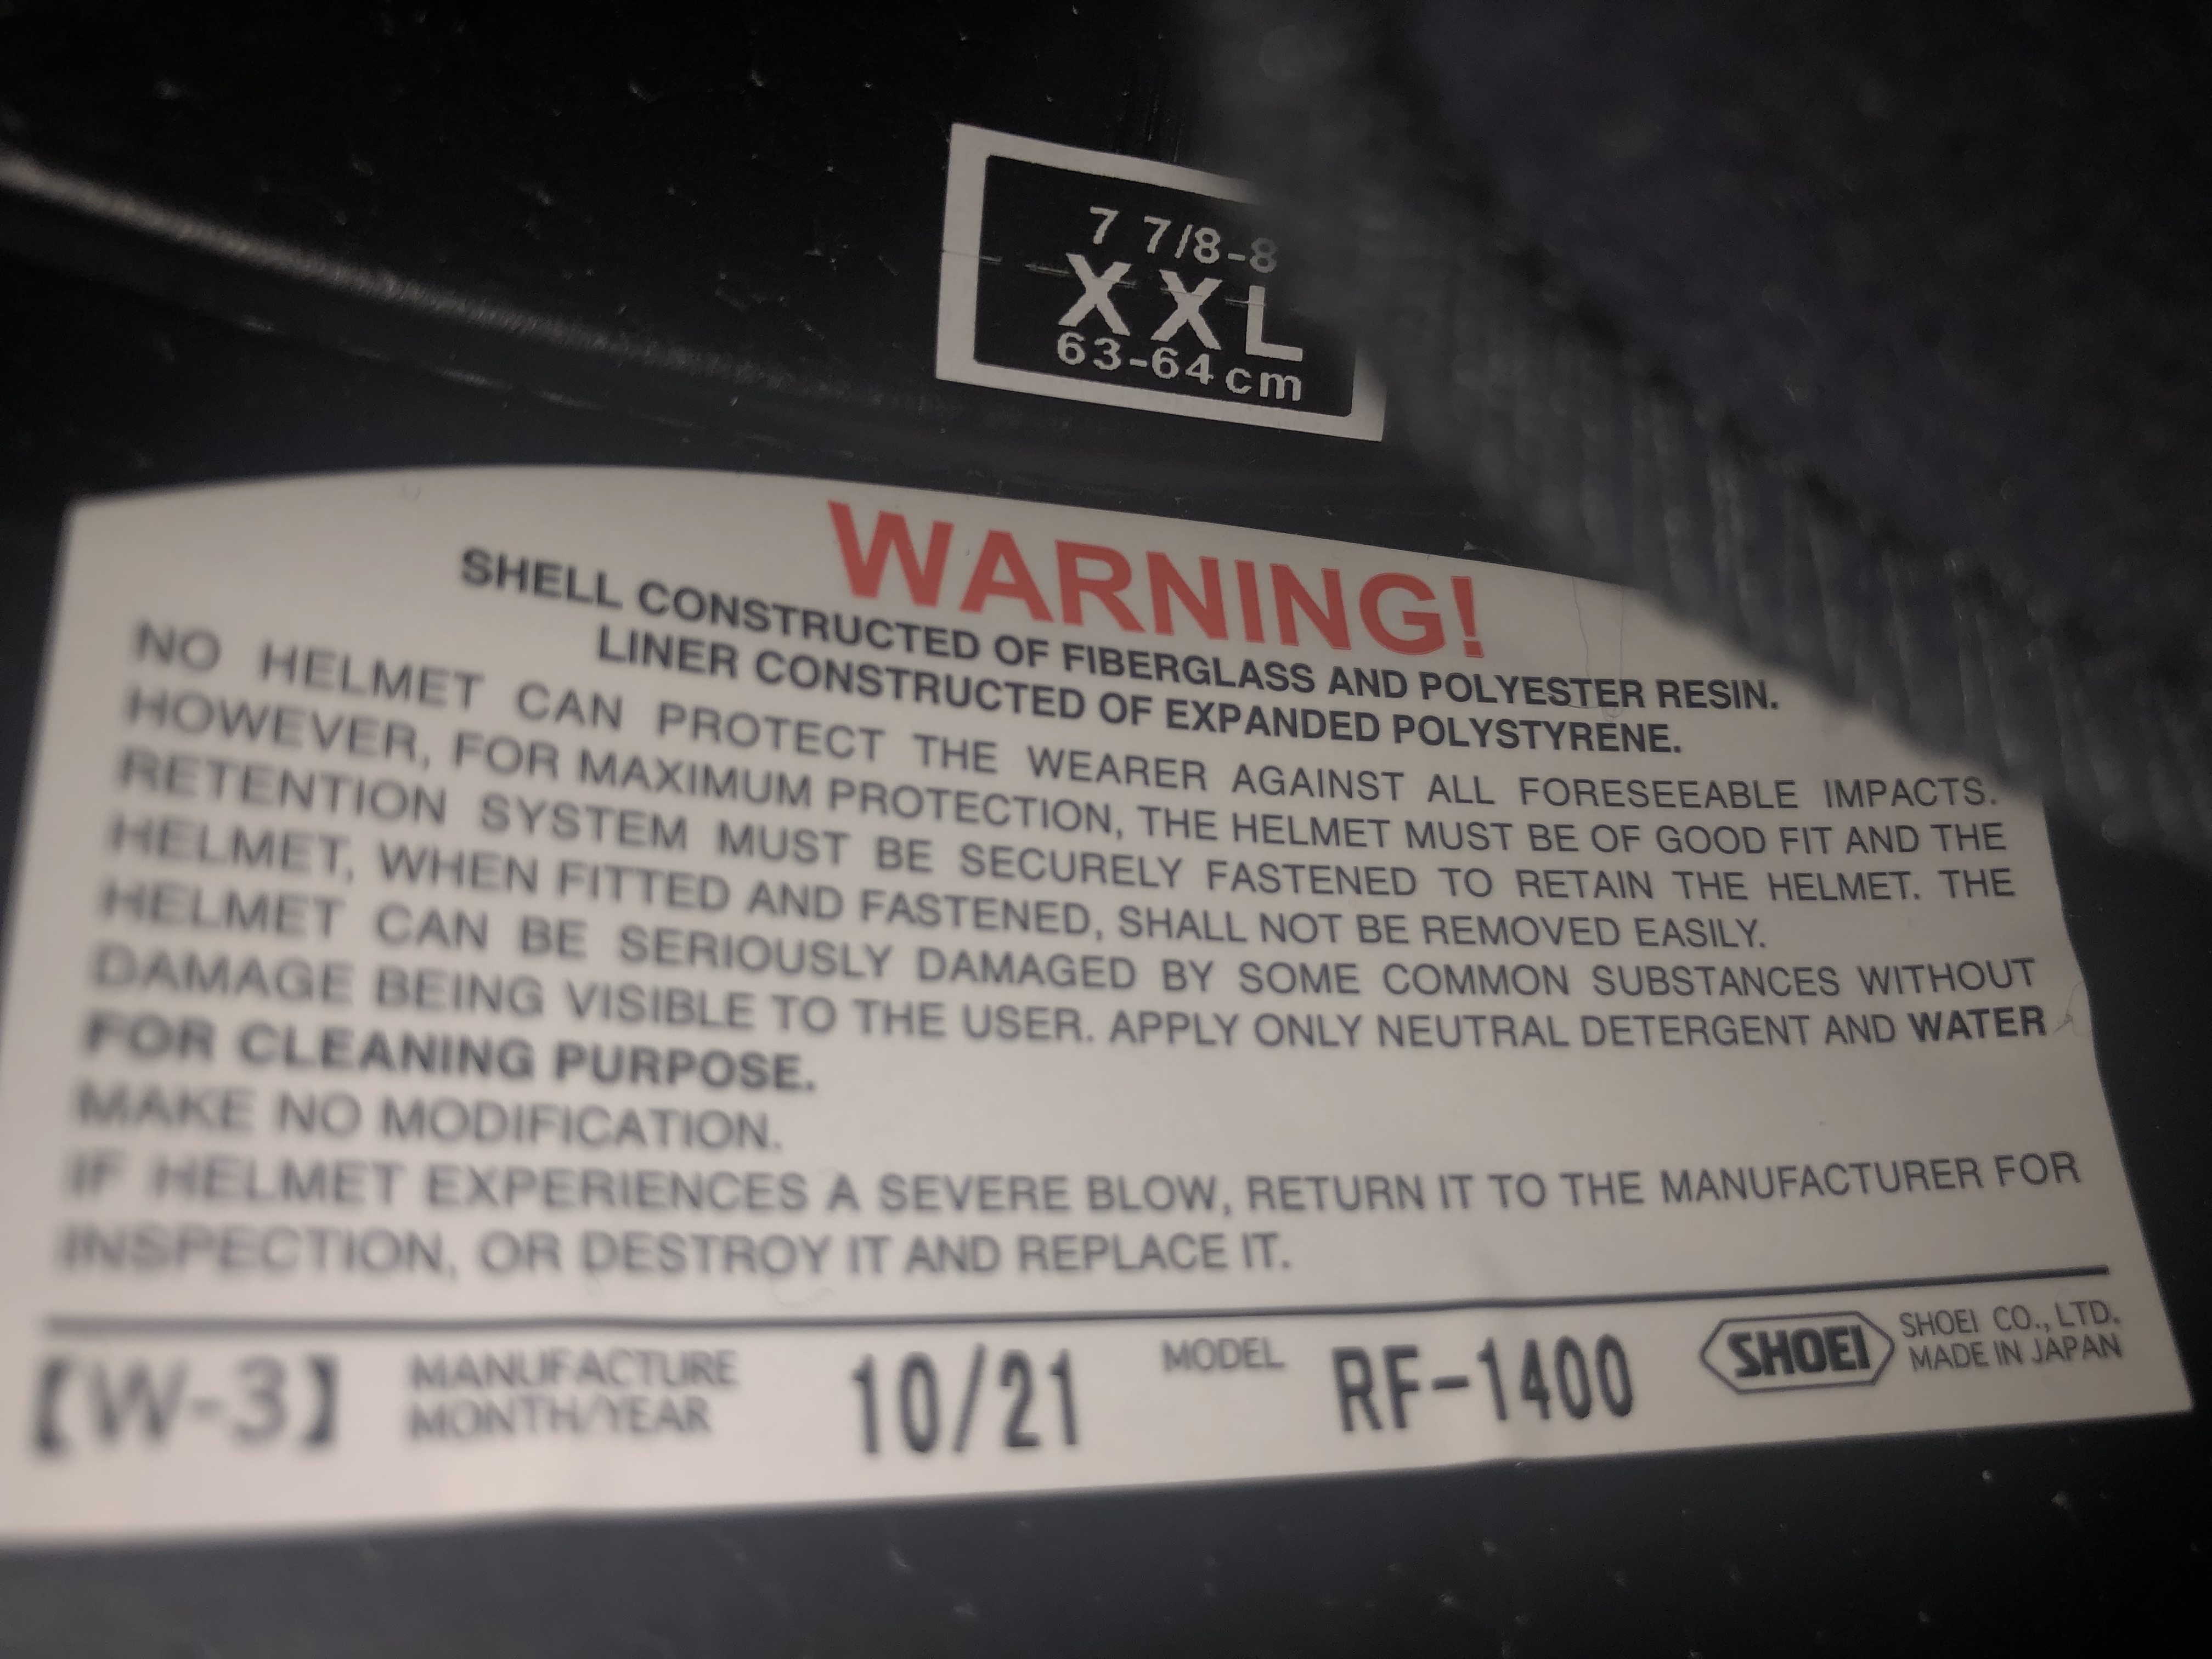 7 7/8-8
XXL
63-64cm
WARNING!
SHELL CONSTRUCTED OF FIBERGLASS AND POLYESTER RESIN.
LINER CONSTRUCTED OF EXPANDED POLYSTYRENE.
NO HELMET CAN PROTECT THE WEARER AGAINST ALL FORESEEABLE IMPACTS.
HOWEVER, FOR MAXIMUM PROTECTION, THE HELMET MUST BE OF GOOD FIT AND THE
RETENTION SYSTEM MUST BE SECURELY FASTENED TO RETAIN THE HELMET. THE
HELMET, WHEN FITTED AND FASTENED, SHALL NOT BE REMOVED EASILY.
HELMET CAN BE SERIOUSLY DAMAGED BY SOME COMMON SUBSTANCES WITHOUT
DAMAGE BEING VISIBLE TO THE USER. APPLY ONLY NEUTRAL DETERGENT AND WATER
FOR CLEANING PURPOSE.
MAKE NO MODIFICATION.
IF HELMET EXPERIENCES A SEVERE BLOW, RETURN IT TO THE MANUFACTURER FOR
INSPECTION, OR DESTROY IT AND REPLACE IT.
【W-3】 MANUFACTURE MONTH/YEAR 10/21 MODEL RF-1400 SHOEI SHOEI CO., LTD.
MADE IN JAPAN